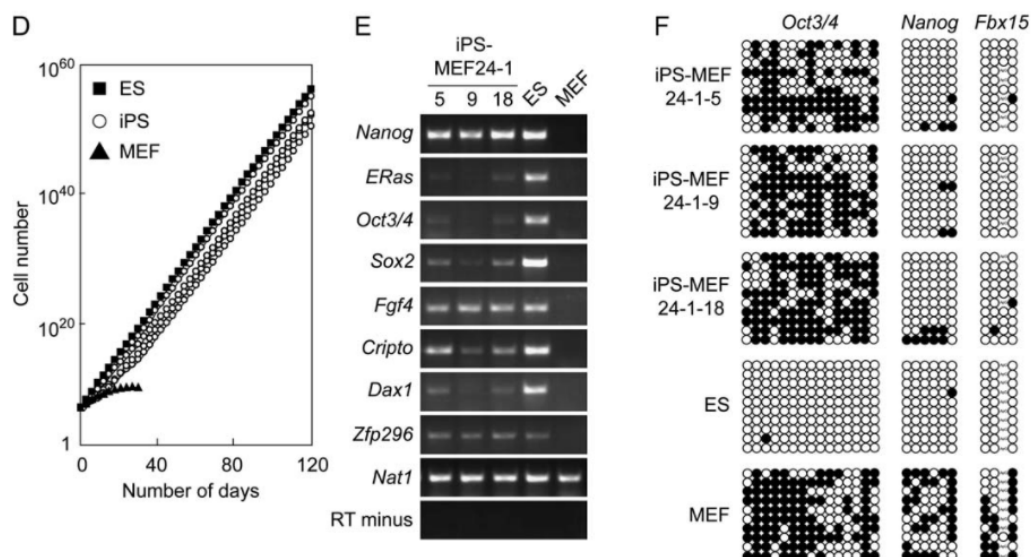 D
10^60
ES
iPS
MEF
10^40
Cell number
10^20
1
0 40 80 120
Number of days
E
iPS-
MEF24-1
5 9 18 ES MEF
Nanog
ERas
Oct3/4
Sox2
Fgf4
Cripto
Dax1
Zfp296
Nat1
RT minus
F
Oct3/4 Nanog Fbx15
iPS-MEF
24-1-5
iPS-MEF
24-1-9
iPS-MEF
24-1-18
ES
MEF